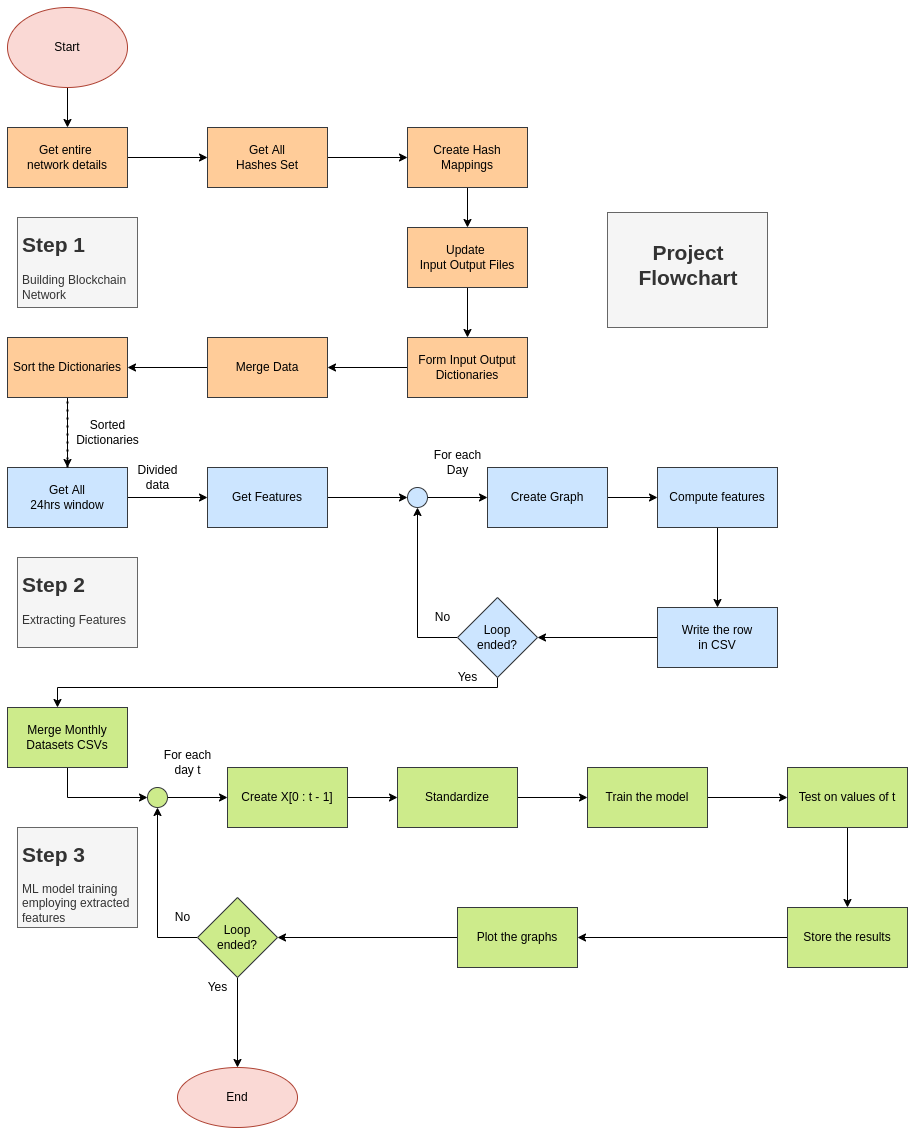 Start
Get entire
network details
Get All
Hashes Set
Create Hash
Mappings
Step 1
Building Blockchain
Network
Update
Input Output Files
Project
Flowchart
Sort the Dictionaries
Merge Data
Form Input Output
Dictionaries
Sorted
Dictionaries
Get All
24hrs window
Divided
data
Get Features
For each
Day
Create Graph
Compute features
Step 2
Extracting Features
No
Loop
ended?
Write the row
in CSV
Yes
Merge Monthly
Datasets CSVs
For each
day t
Create X[0 : t - 1]
Standardize
Train the model
Test on values of t
Step 3
ML model training
employing extracted
features
No
Loop
ended?
Plot the graphs
Store the results
Yes
End